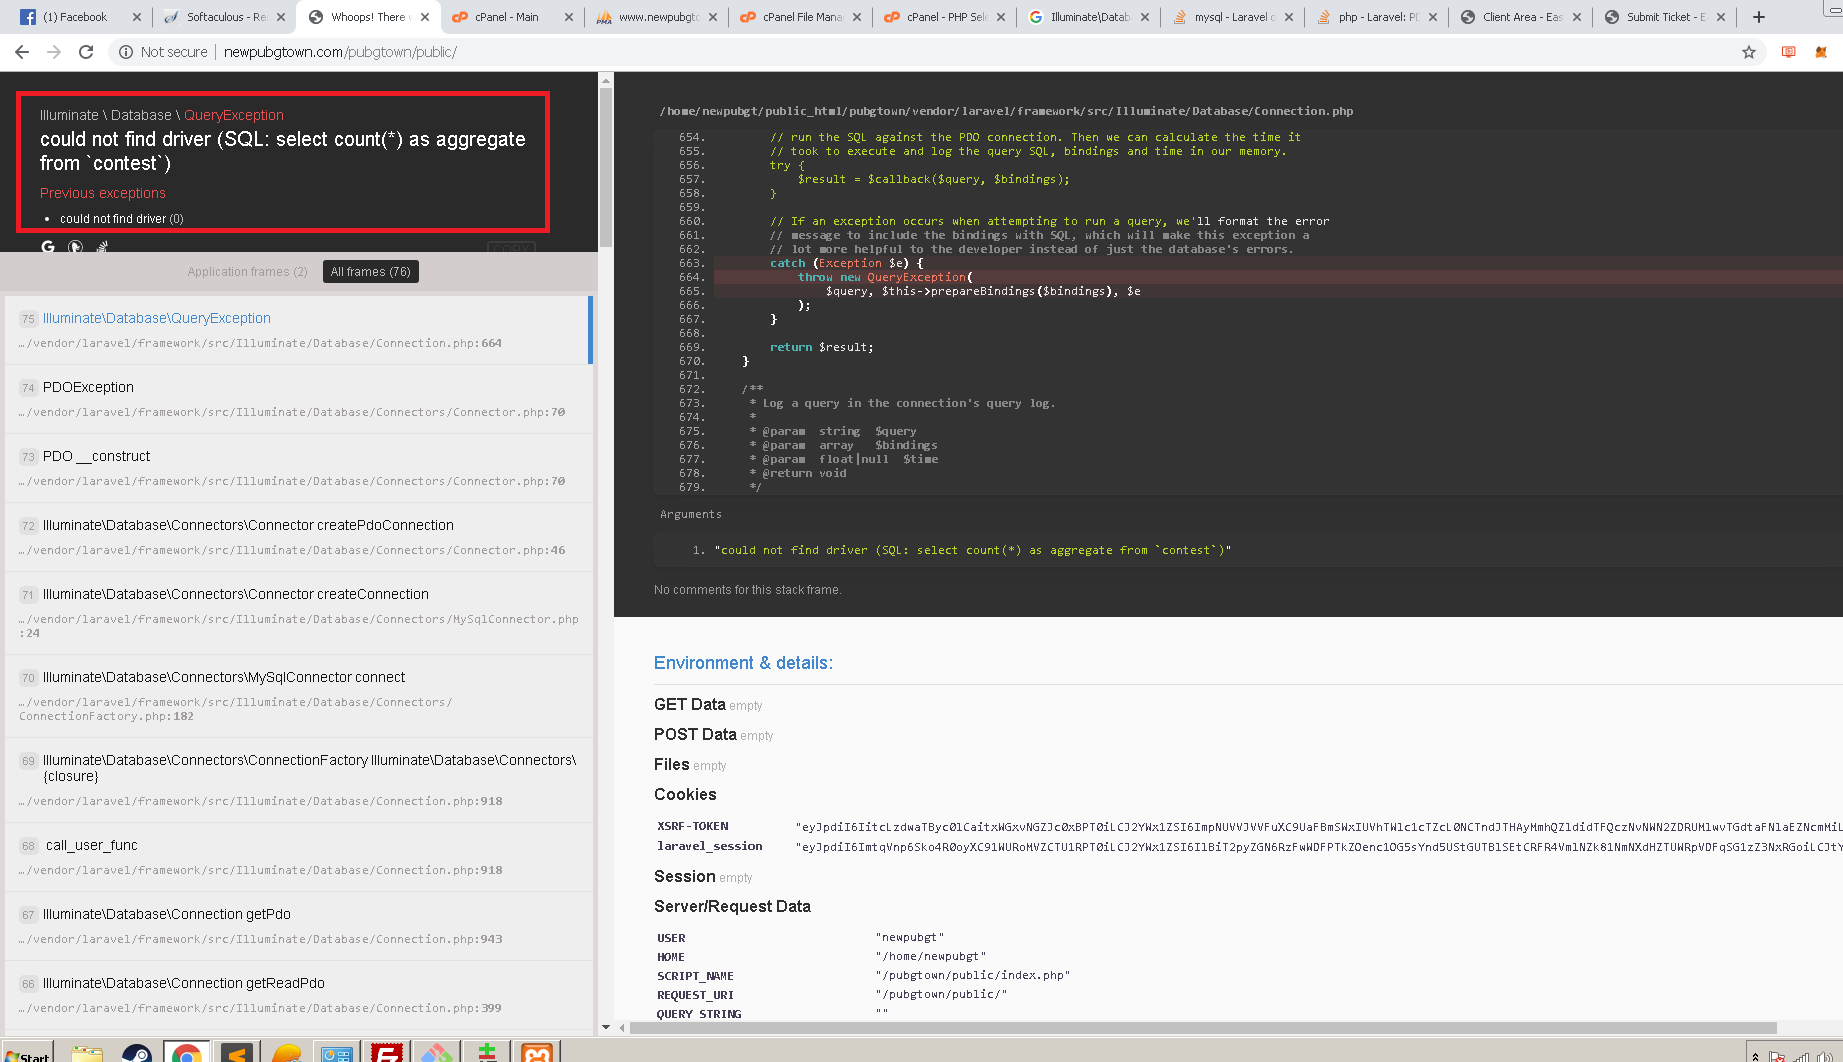 (1) Facebook
Softaculous - Re
Whoops! There
cPanel - Main
www.newpubgto
cPanel File Mana
cPanel - PHP Sele
Illuminate\Datab
mysql - Laravel
php - Laravel: PD
Client Area - Eas
Submit Ticket - E
Not secure | newpubgtown.com/pubgtown/public/
Illuminate \ Database \ QueryException
could not find driver (SQL: select count(*) as aggregate
from `contest`)
Previous exceptions
• could not find driver (0)
COPY
Application frames (2) All frames (76)
75 Illuminate\Database\QueryException
…/vendor/laravel/framework/src/Illuminate/Database/Connection.php:664
74 PDOException
…/vendor/laravel/framework/src/Illuminate/Database/Connectors/Connector.php:70
73 PDO __construct
…/vendor/laravel/framework/src/Illuminate/Database/Connectors/Connector.php:70
72 Illuminate\Database\Connectors\Connector createPdoConnection
…/vendor/laravel/framework/src/Illuminate/Database/Connectors/Connector.php:46
71 Illuminate\Database\Connectors\Connector createConnection
…/vendor/laravel/framework/src/Illuminate/Database/Connectors/MySqlConnector.php
:24
70 Illuminate\Database\Connectors\MySqlConnector connect
…/vendor/laravel/framework/src/Illuminate/Database/Connectors/
ConnectionFactory.php:182
69 Illuminate\Database\Connectors\ConnectionFactory Illuminate\Database\Connectors\
{closure}
…/vendor/laravel/framework/src/Illuminate/Database/Connection.php:918
68 call_user_func
…/vendor/laravel/framework/src/Illuminate/Database/Connection.php:918
67 Illuminate\Database\Connection getPdo
…/vendor/laravel/framework/src/Illuminate/Database/Connection.php:943
66 Illuminate\Database\Connection getReadPdo
…/vendor/laravel/framework/src/Illuminate/Database/Connection.php:399
/home/newpubgt/public_html/pubgtown/vendor/laravel/framework/src/Illuminate/Database/Connection.php
654. // run the SQL against the PDO connection. Then we can calculate the time it
655. // took to execute and log the query SQL, bindings and time in our memory.
656. try {
657. $result = $callback($query, $bindings);
658. }
659.
660. // If an exception occurs when attempting to run a query, we'll format the error
661. // message to include the bindings with SQL, which will make this exception a
662. // lot more helpful to the developer instead of just the database's errors.
663. catch (Exception $e) {
664. throw new QueryException(
665. $query, $this->prepareBindings($bindings), $e
666. );
667. }
668.
669. return $result;
670. }
671.
672. /**
673. * Log a query in the connection's query log.
674. *
675. * @param string $query
676. * @param array $bindings
677. * @param float|null $time
678. * @return void
679. */
Arguments
1. "could not find driver (SQL: select count(*) as aggregate from `contest`)"
No comments for this stack frame.
Environment & details:
GET Data empty
POST Data empty
Files empty
Cookies
XSRF-TOKEN
laravel_session
Session empty
Server/Request Data
USER "newpubgt"
HOME "/home/newpubgt"
SCRIPT_NAME "/pubgtown/public/index.php"
REQUEST_URI "/pubgtown/public/"
QUERY_STRING ""
Start